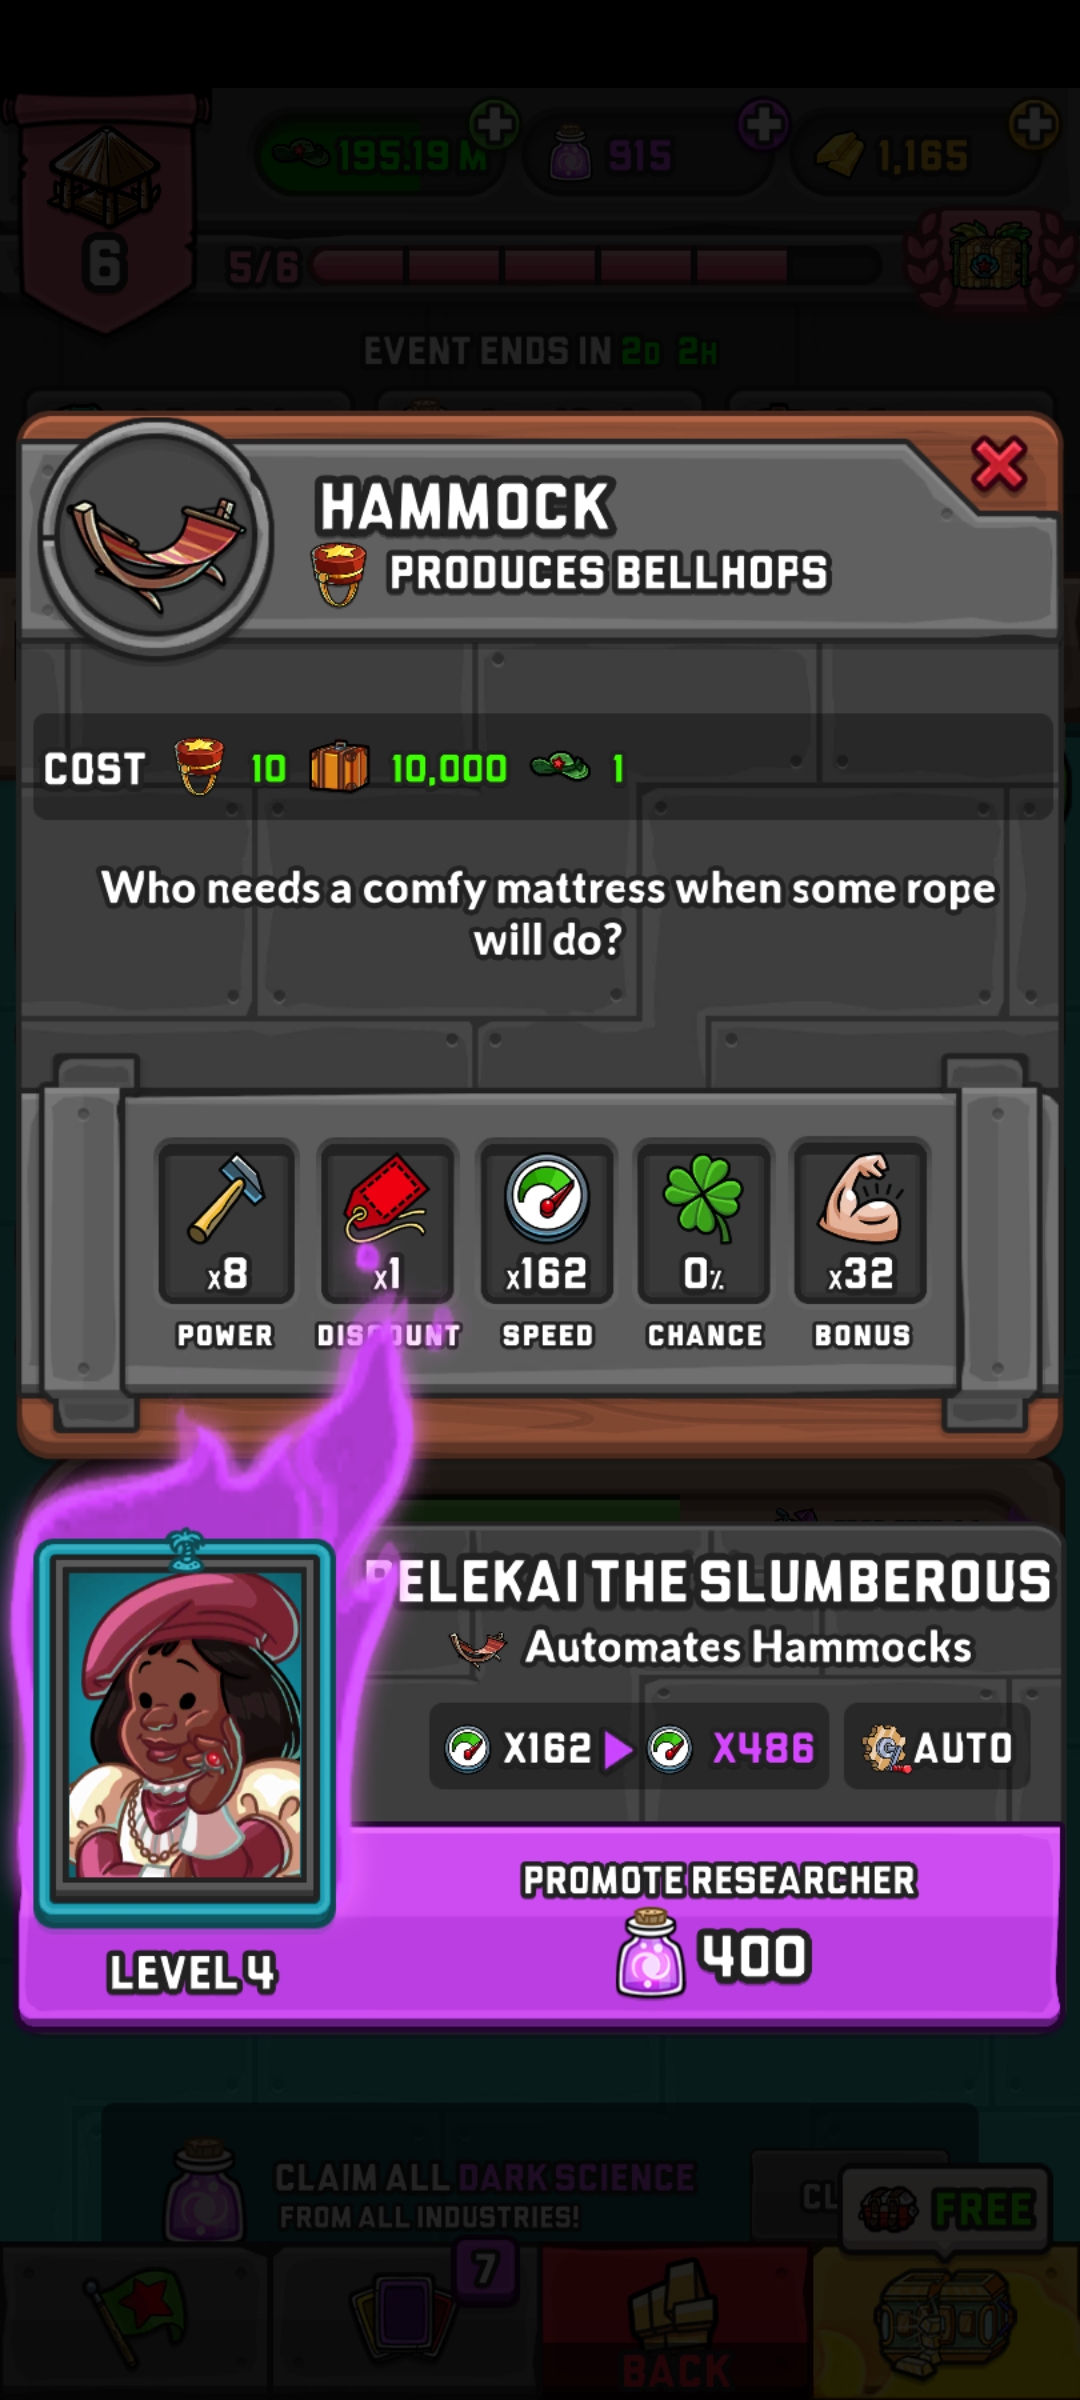 195.19 M 915 1,165
6
5/6
EVENT ENDS IN 2D 2H
HAMMOCK
PRODUCES BELLHOPS
COST 10 10,000 1
Who needs a comfy mattress when some rope
will do?
x8 x1 x162 0% x32
POWER DISCOUNT SPEED CHANCE BONUS
PELEKAI THE SLUMBEROUS
Automates Hammocks
X162 X486 AUTO
PROMOTE RESEARCHER
400
LEVEL 4
CLAIM ALL DARK SCIENCE
FROM ALL INDUSTRIES!
CL
FREE
7
BACK